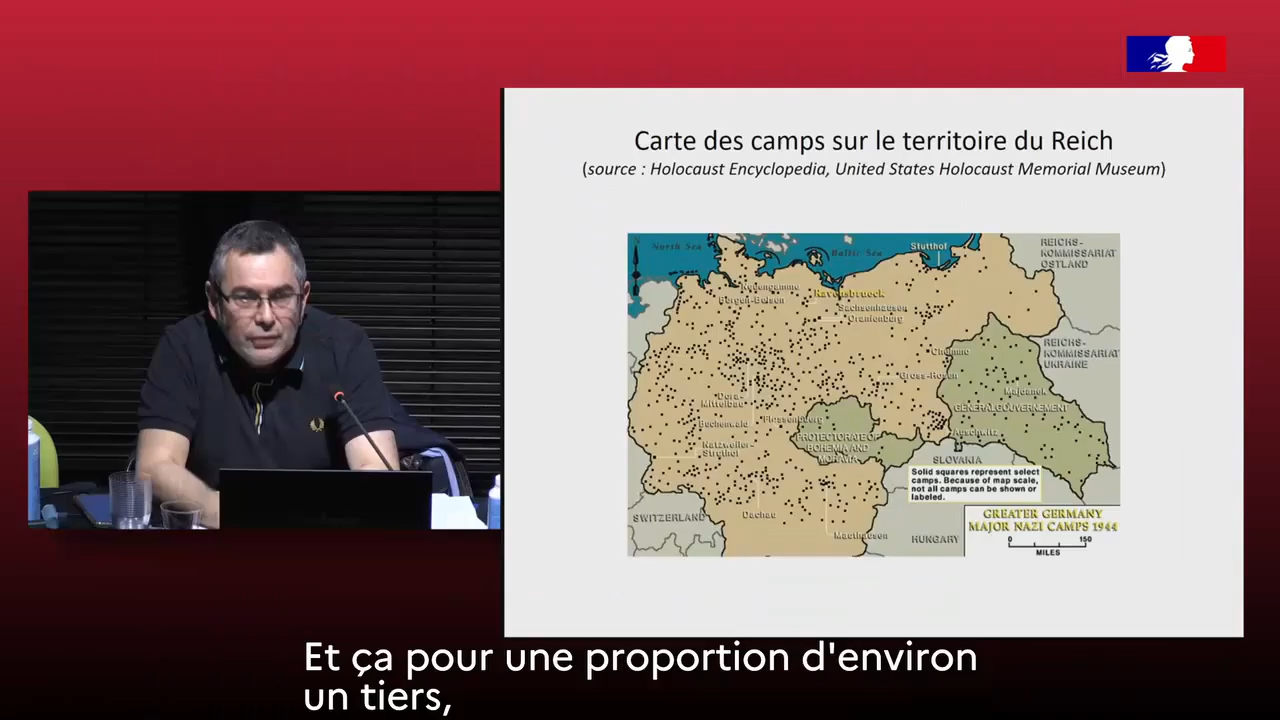 Carte des camps sur le territoire du Reich
(source : Holocaust Encyclopedia, United States Holocaust Memorial Museum)
N
North Sea
Baltic Sea
Stutthof
REICHS-
KOMMISSARIAT
OSTLAND
Neuengamme
Bergen-Belsen
Ravensbrueck
Sachsenhausen
Oranienburg
Chelmno
REICHS-
KOMMISSARIAT
UKRAINE
Gross-Rosen
Majdanek
Dora-
Mittelbau
GENERALGOUVERNEMENT
Buchenwald
Flossenbürg
Auschwitz
PROTECTORATE OF
BOHEMIA AND
MORAVIA
Natzweiler-
Struthof
SLOVAKIA
Solid squares represent select
camps. Because of map scale,
not all camps can be shown or
labeled.
SWITZERLAND
Dachau
Mauthausen
HUNGARY
GREATER GERMANY
MAJOR NAZI CAMPS 1944
0 150
MILES
Et ça pour une proportion d'environ
un tiers,